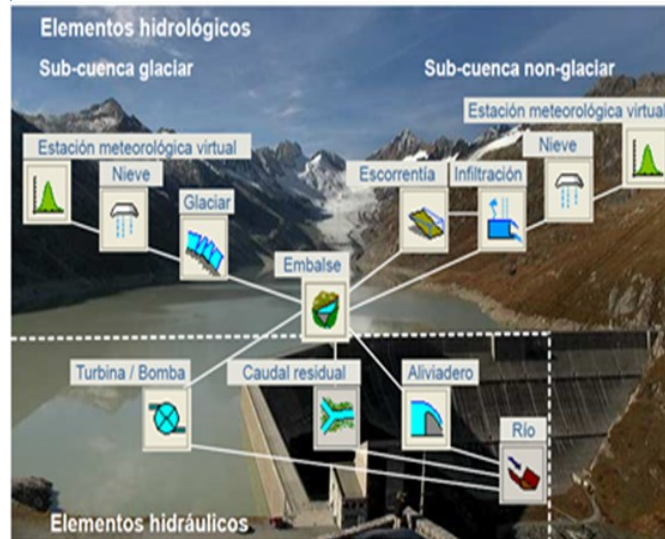 Elementos hidrológicos
Sub-cuenca glaciar
Sub-cuenca non-glaciar
Estación meteorológica virtual
Estación meteorológica virtual
Nieve
Nieve
Escorrentía
Infiltración
Glaciar
Embalse
Turbina / Bomba
Caudal residual
Aliviadero
Río
Elementos hidráulicos